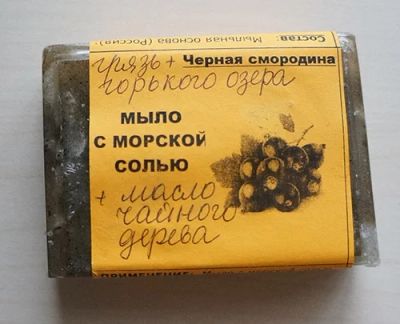 Состав: Мыльная основа (Россия),
грязь + Черная смородина
горького озера
МЫЛО
С МОРСКОЙ
СОЛЬЮ
+ масло
чайного
дерева
ПРИМЕНЕНИЕ: